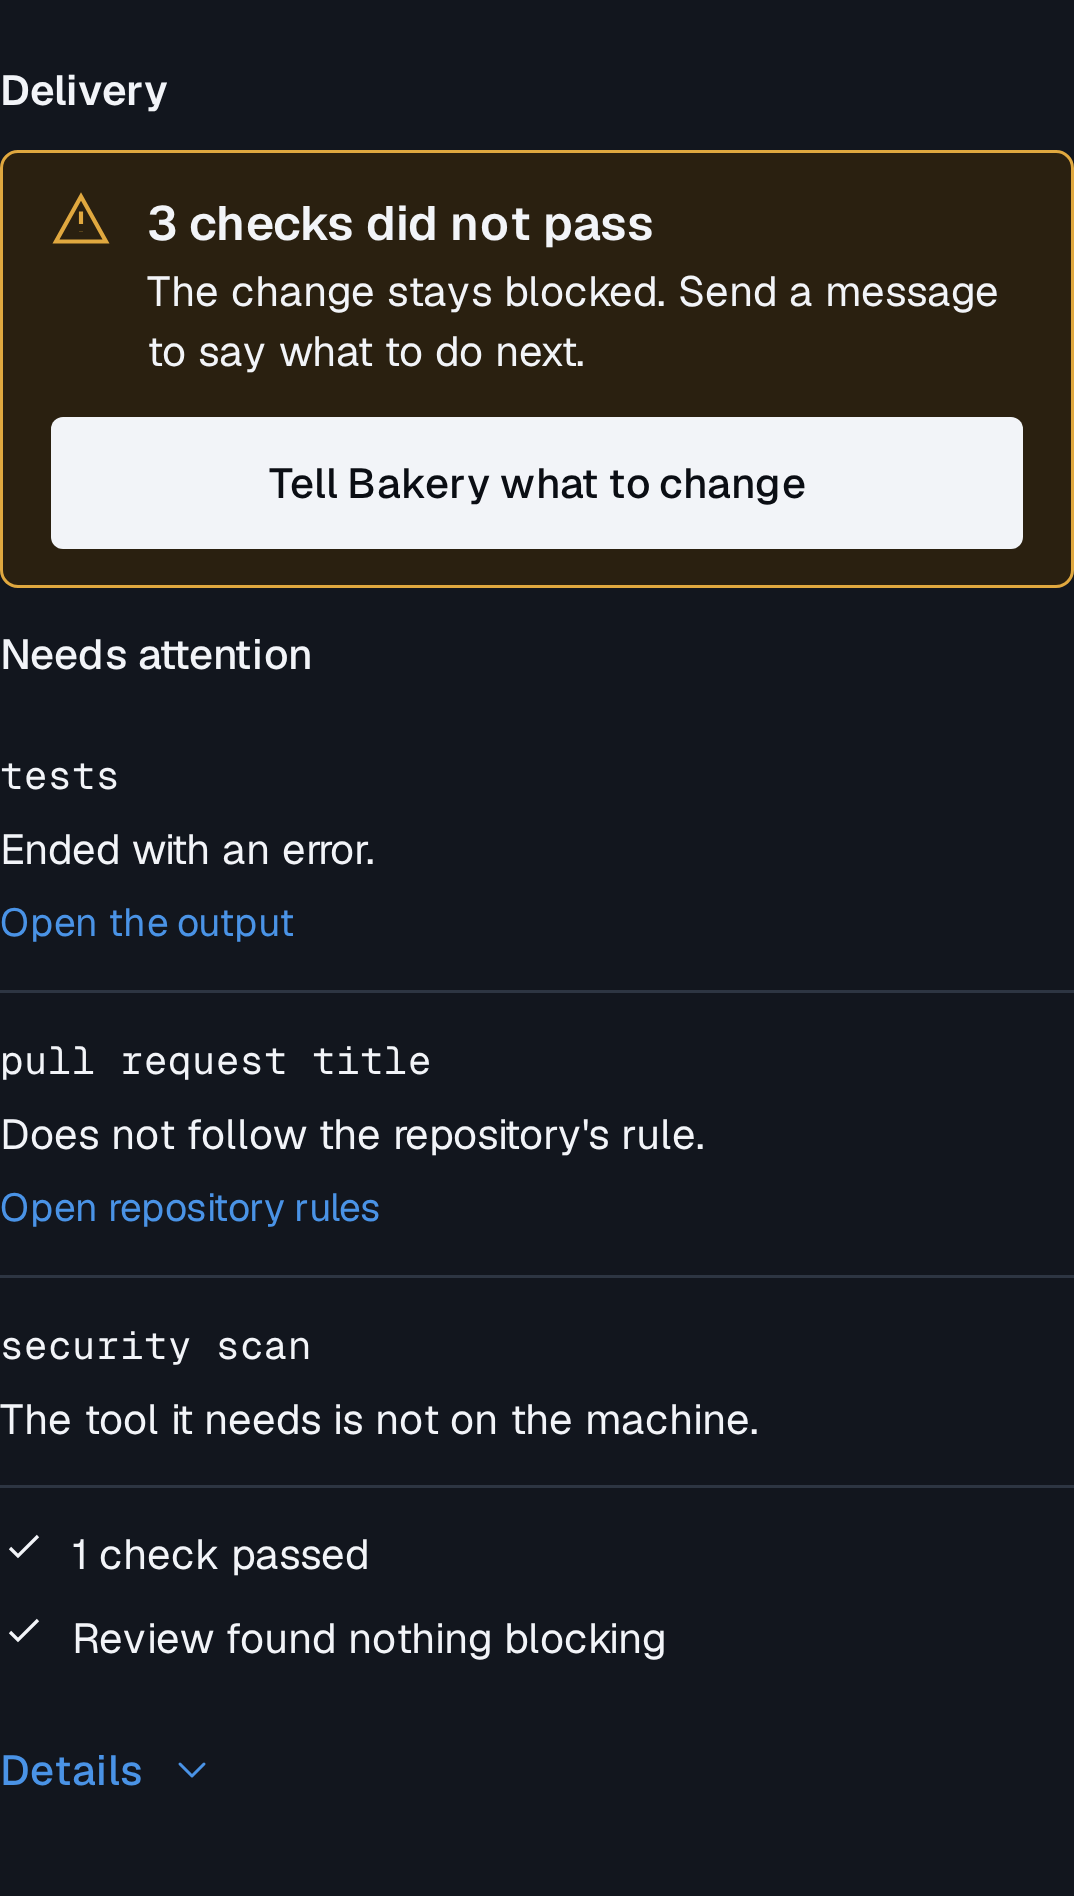 Delivery
3 checks did not pass
The change stays blocked. Send a message
to say what to do next.
Tell Bakery what to change
Needs attention
tests
Ended with an error.
Open the output
pull request title
Does not follow the repository's rule.
Open repository rules
security scan
The tool it needs is not on the machine.
1 check passed
Review found nothing blocking
Details